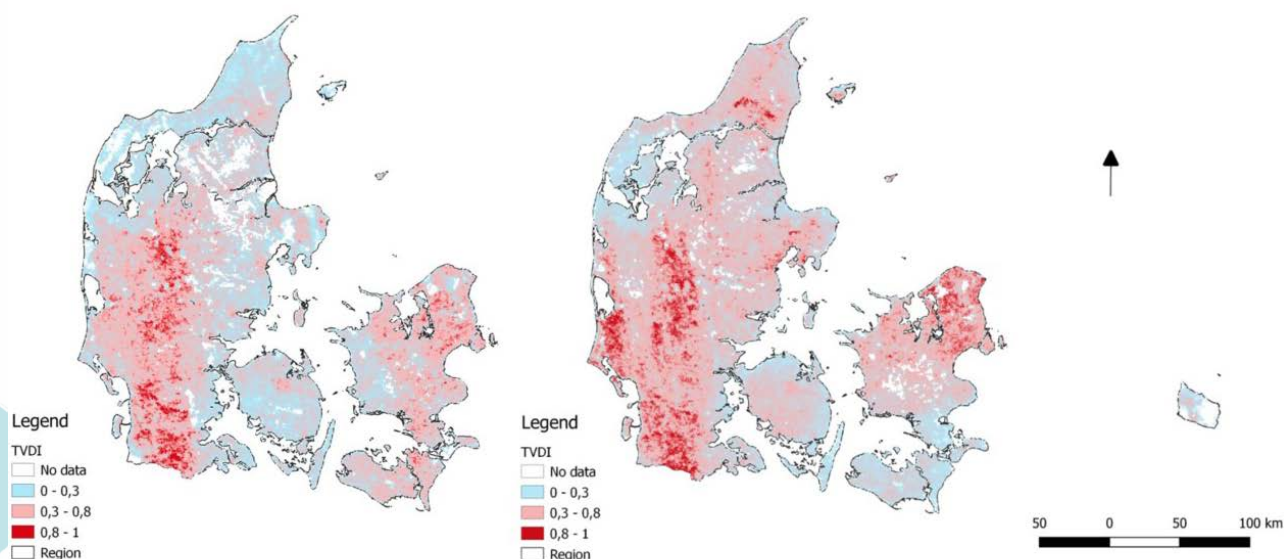 Legend
TVDI
No data
0 - 0,3
0,3 - 0,8
0,8 - 1
Region
Legend
TVDI
No data
0 - 0,3
0,3 - 0,8
0,8 - 1
Region
50 0 50 100 km